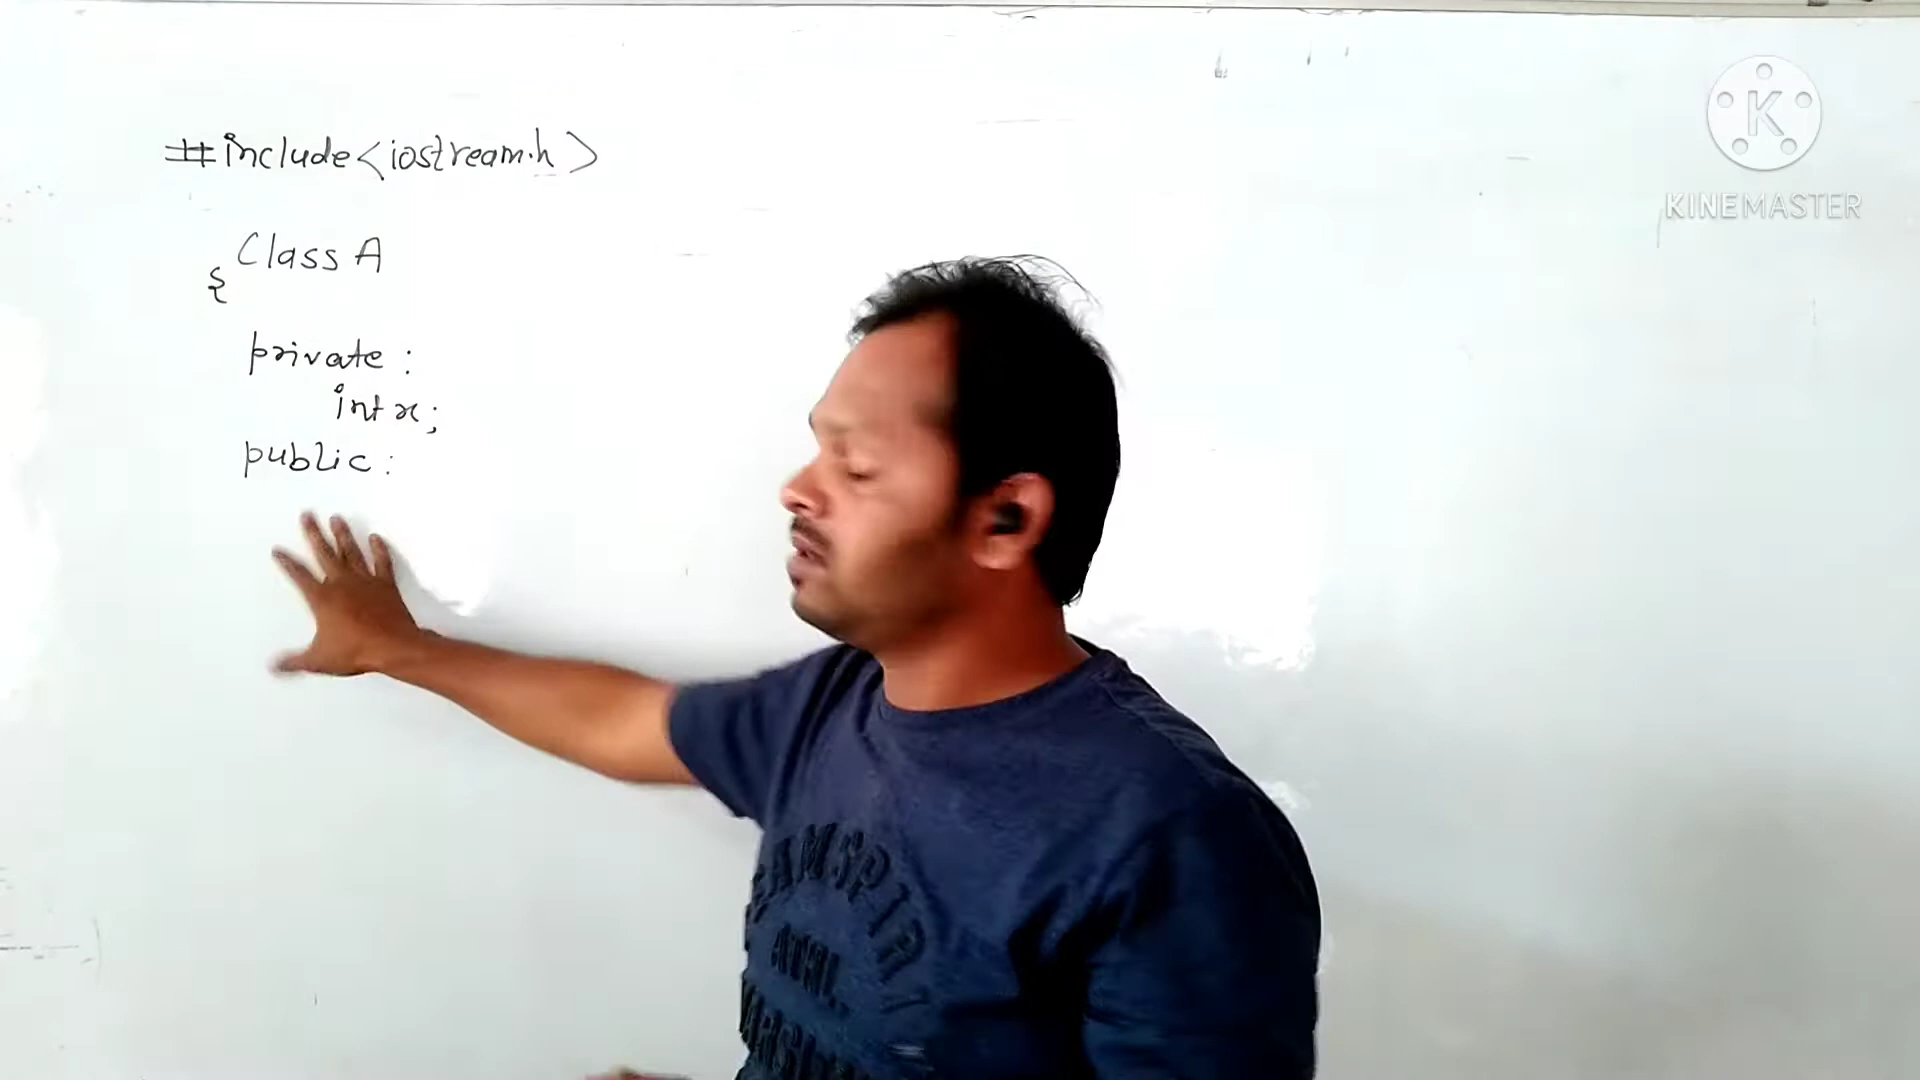 #include<iostream.h>
Class A
{
private :
int x;
public :
K
KINEMASTER